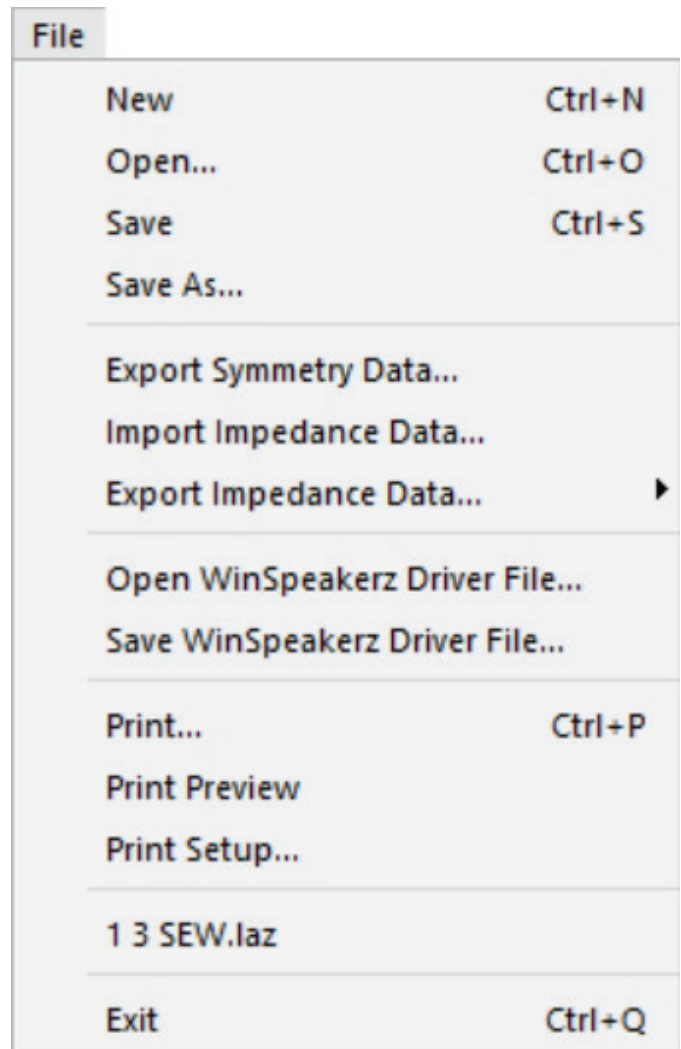 File
New Ctrl+N
Open... Ctrl+O
Save Ctrl+S
Save As...
Export Symmetry Data...
Import Impedance Data...
Export Impedance Data...
Open WinSpeakerz Driver File...
Save WinSpeakerz Driver File...
Print... Ctrl+P
Print Preview
Print Setup...
1 3 SEW.laz
Exit Ctrl+Q